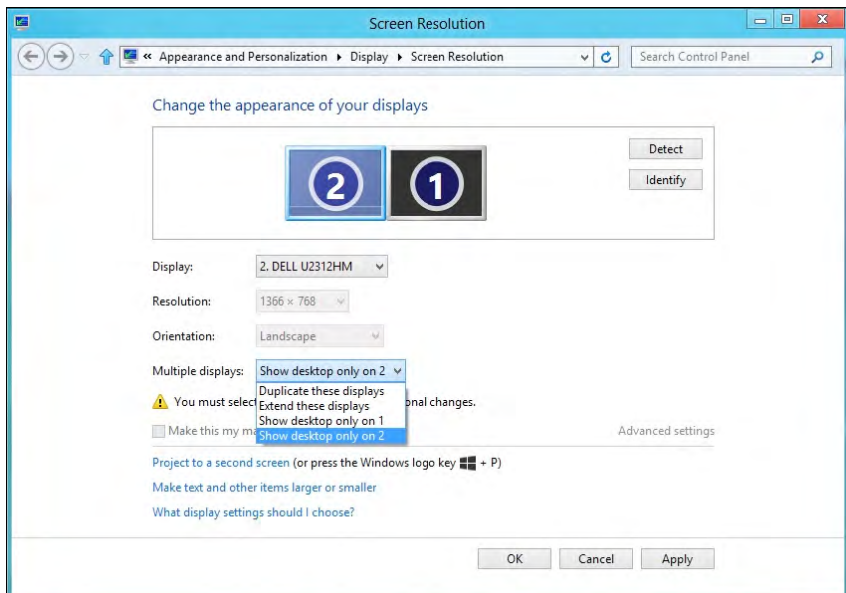 Screen Resolution
« Appearance and Personalization ▸ Display ▸ Screen Resolution
Search Control Panel
Change the appearance of your displays
2 1
Detect
Identify
Display: 2. DELL U2312HM
Resolution: 1366 × 768
Orientation: Landscape
Multiple displays: Show desktop only on 2
Duplicate these displays
Extend these displays
Show desktop only on 1
Show desktop only on 2
You must select onal changes.
Make this my ma
Advanced settings
Project to a second screen (or press the Windows logo key + P)
Make text and other items larger or smaller
What display settings should I choose?
OK Cancel Apply